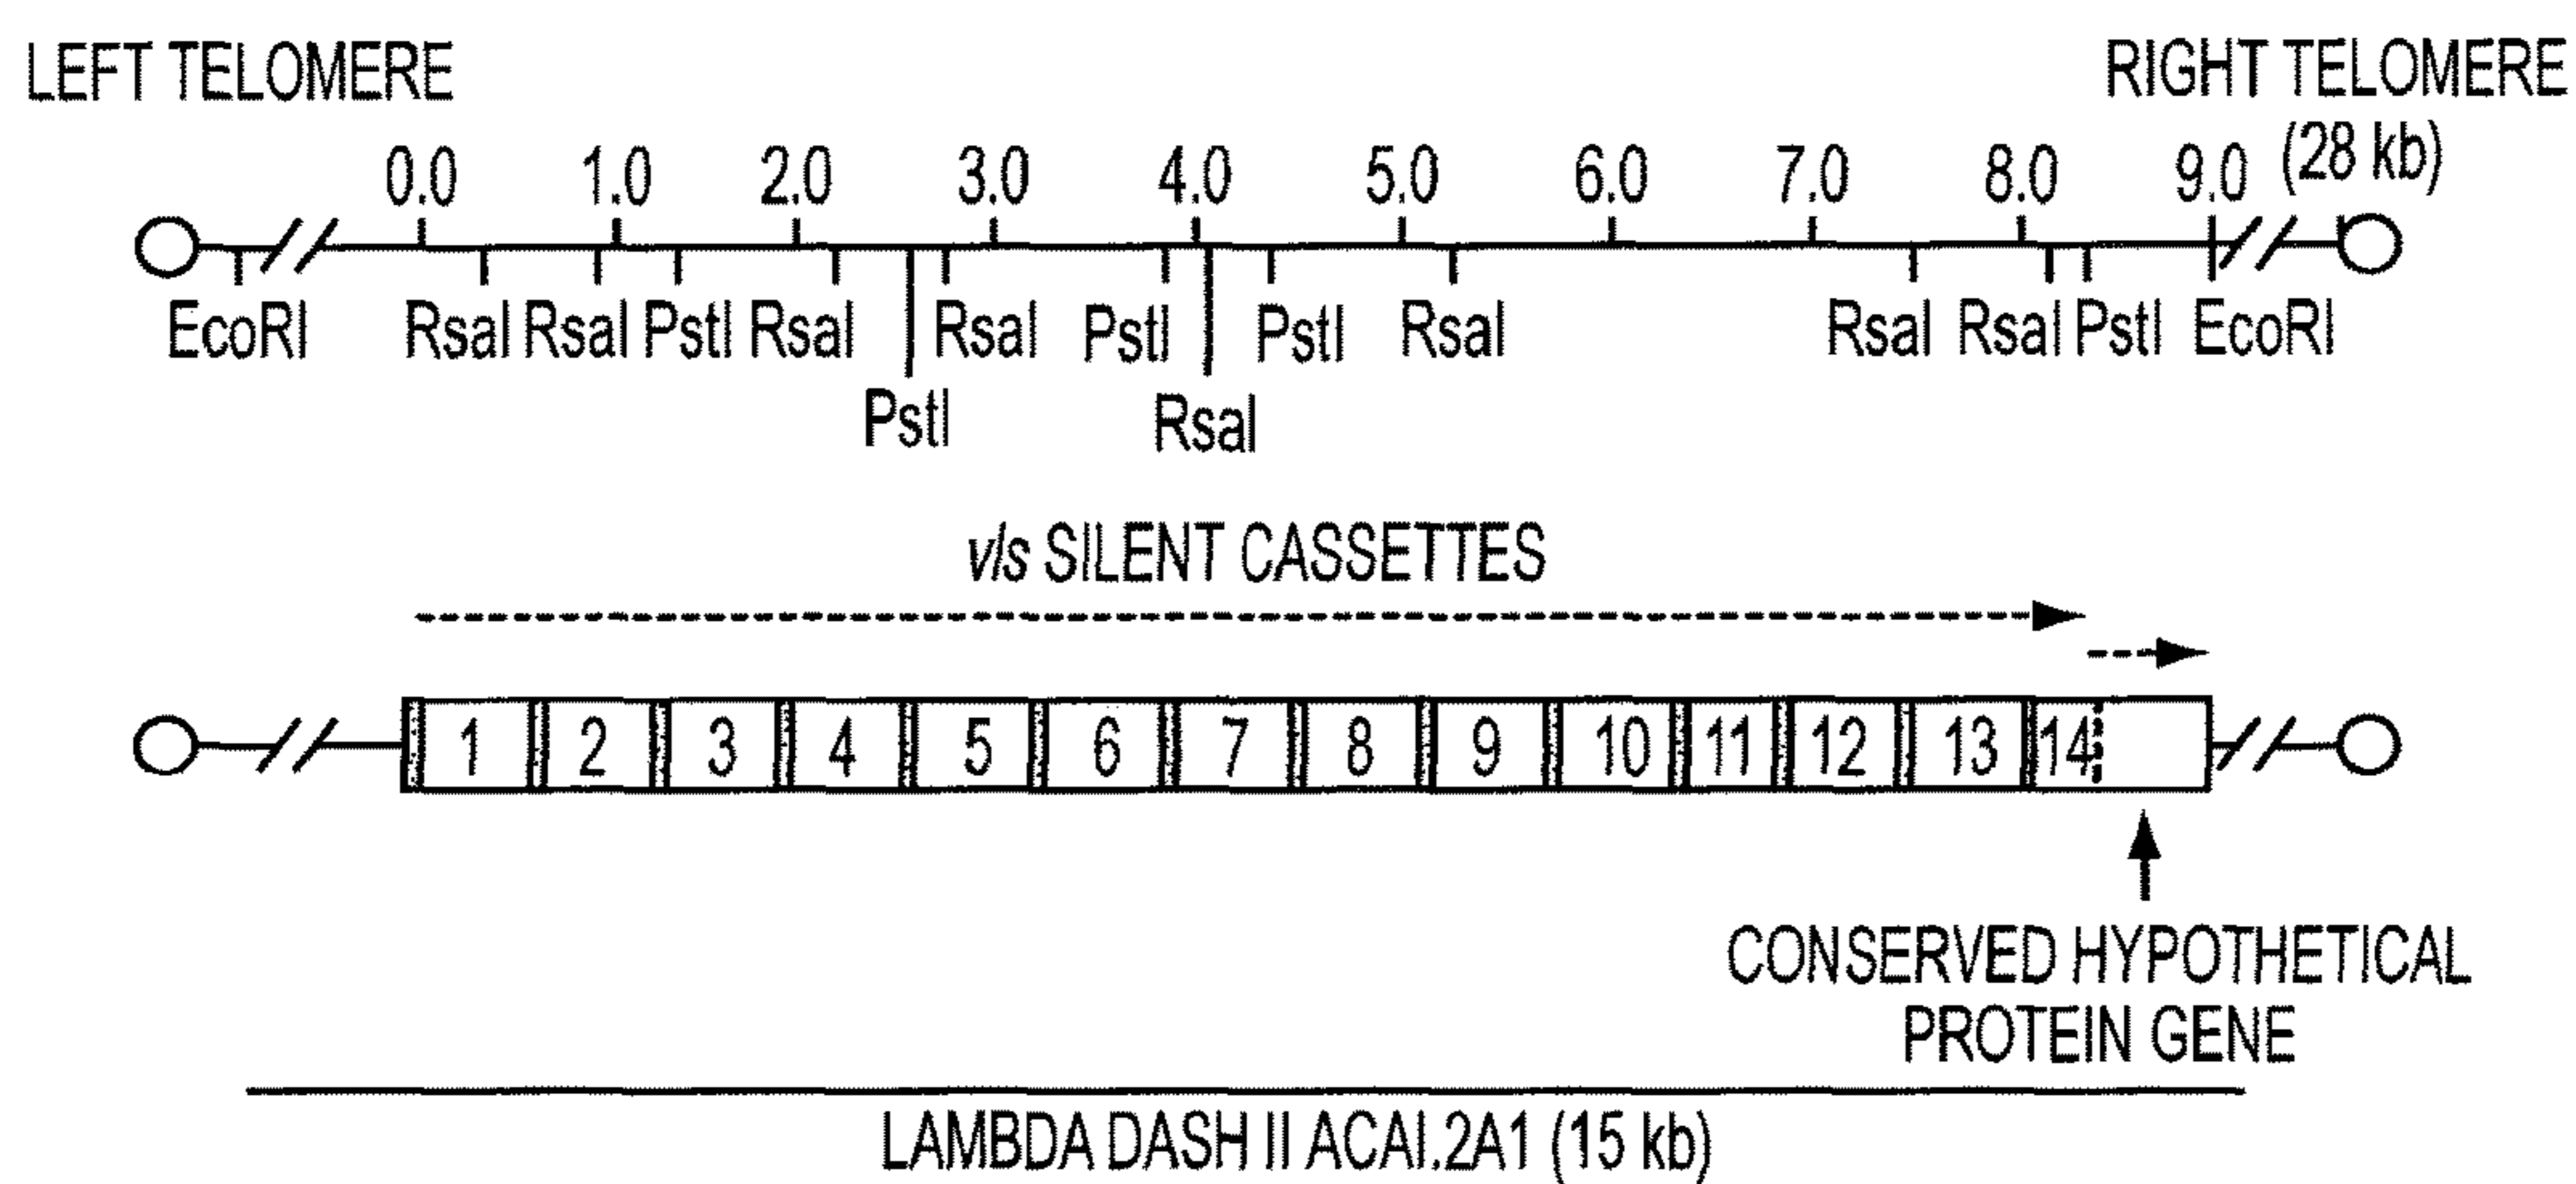 LEFT TELOMERE
RIGHT TELOMERE
(28 kb)
0.0 1.0 2.0 3.0 4.0 5.0 6.0 7.0 8.0 9.0
EcoRI RsaI RsaI PstI RsaI RsaI PstI PstI RsaI RsaI RsaI PstI EcoRI
PstI RsaI
vls SILENT CASSETTES
1 2 3 4 5 6 7 8 9 10 11 12 13 14
CONSERVED HYPOTHETICAL
PROTEIN GENE
LAMBDA DASH II ACAI.2A1 (15 kb)